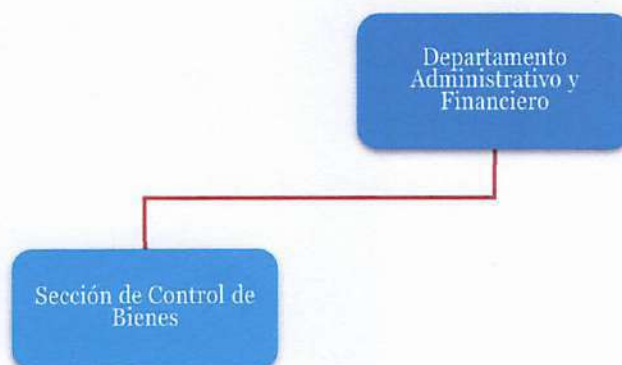 Departamento
Administrativo y
Financiero
Sección de Control de
Bienes